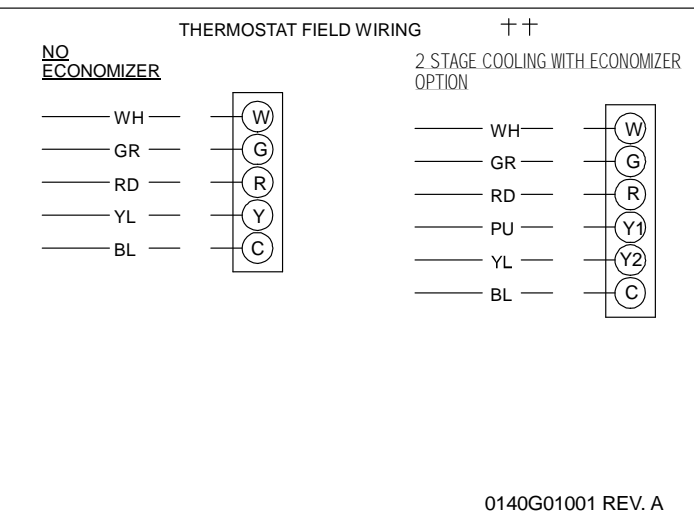 THERMOSTAT FIELD WIRING ††
NO
ECONOMIZER
WH W
GR G
RD R
YL Y
BL C
2 STAGE COOLING WITH ECONOMIZER
OPTION
WH W
GR G
RD R
PU Y1
YL Y2
BL C
0140G01001 REV. A